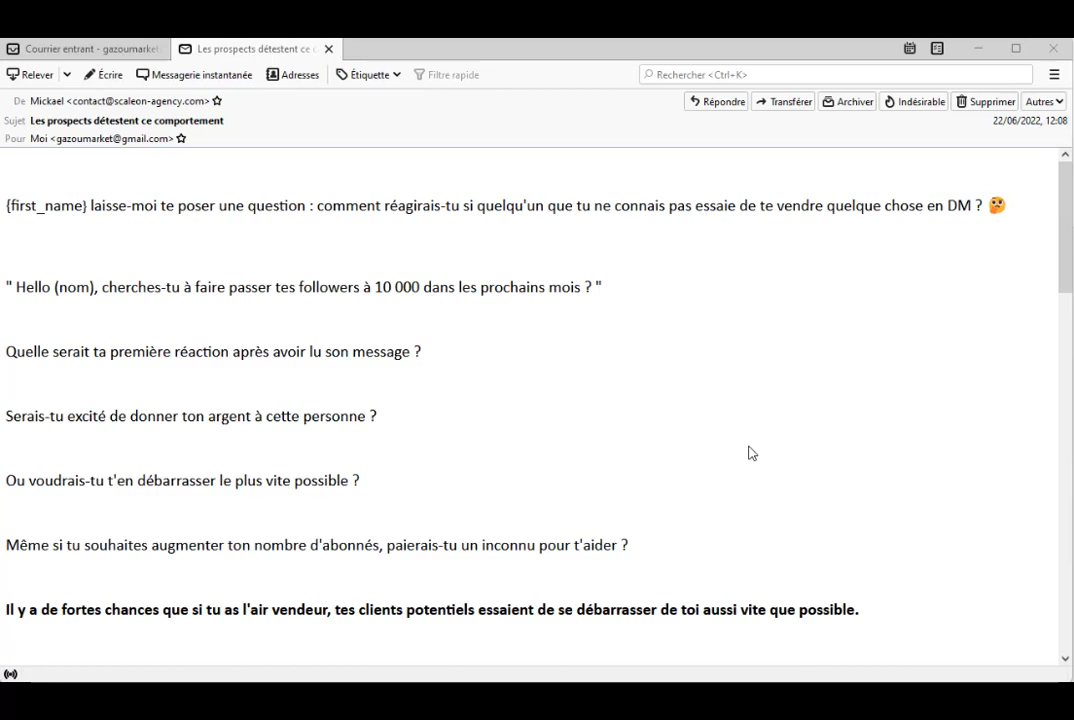 Courrier entrant - gazoumarket
Les prospects détestent ce c
Relever Écrire Messagerie instantanée Adresses Étiquette Filtre rapide Rechercher <Ctrl+K>
De Mickael <contact@scaleon-agency.com> Répondre Transférer Archiver Indésirable Supprimer Autres
Sujet Les prospects détestent ce comportement 22/06/2022, 12:08
Pour Moi <gazoumarket@gmail.com>
{first_name} laisse-moi te poser une question : comment réagirais-tu si quelqu'un que tu ne connais pas essaie de te vendre quelque chose en DM ? 🤔
" Hello (nom), cherches-tu à faire passer tes followers à 10 000 dans les prochains mois ? "
Quelle serait ta première réaction après avoir lu son message ?
Serais-tu excité de donner ton argent à cette personne ?
Ou voudrais-tu t'en débarrasser le plus vite possible ?
Même si tu souhaites augmenter ton nombre d'abonnés, paierais-tu un inconnu pour t'aider ?
Il y a de fortes chances que si tu as l'air vendeur, tes clients potentiels essaient de se débarrasser de toi aussi vite que possible.